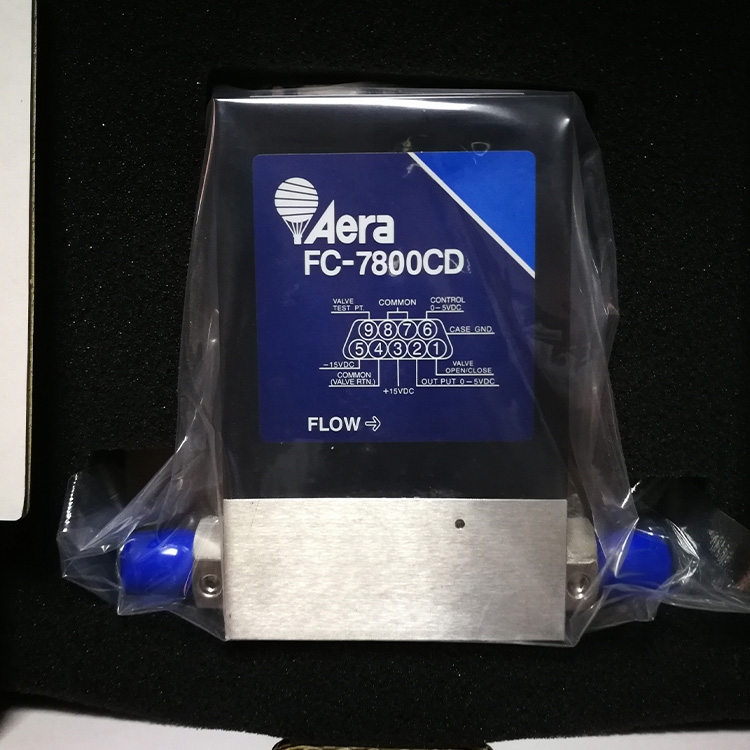 Aera
FC-7800CD
VALVE
TEST PT.
COMMON
CONTROL
0-5VDC
9 8 7 6
CASE GND.
5 4 3 2 1
-15VDC
VALVE
OPEN/CLOSE
COMMON
(VALVE RTN.)
OUT PUT 0-5VDC
+15VDC
FLOW ⇨